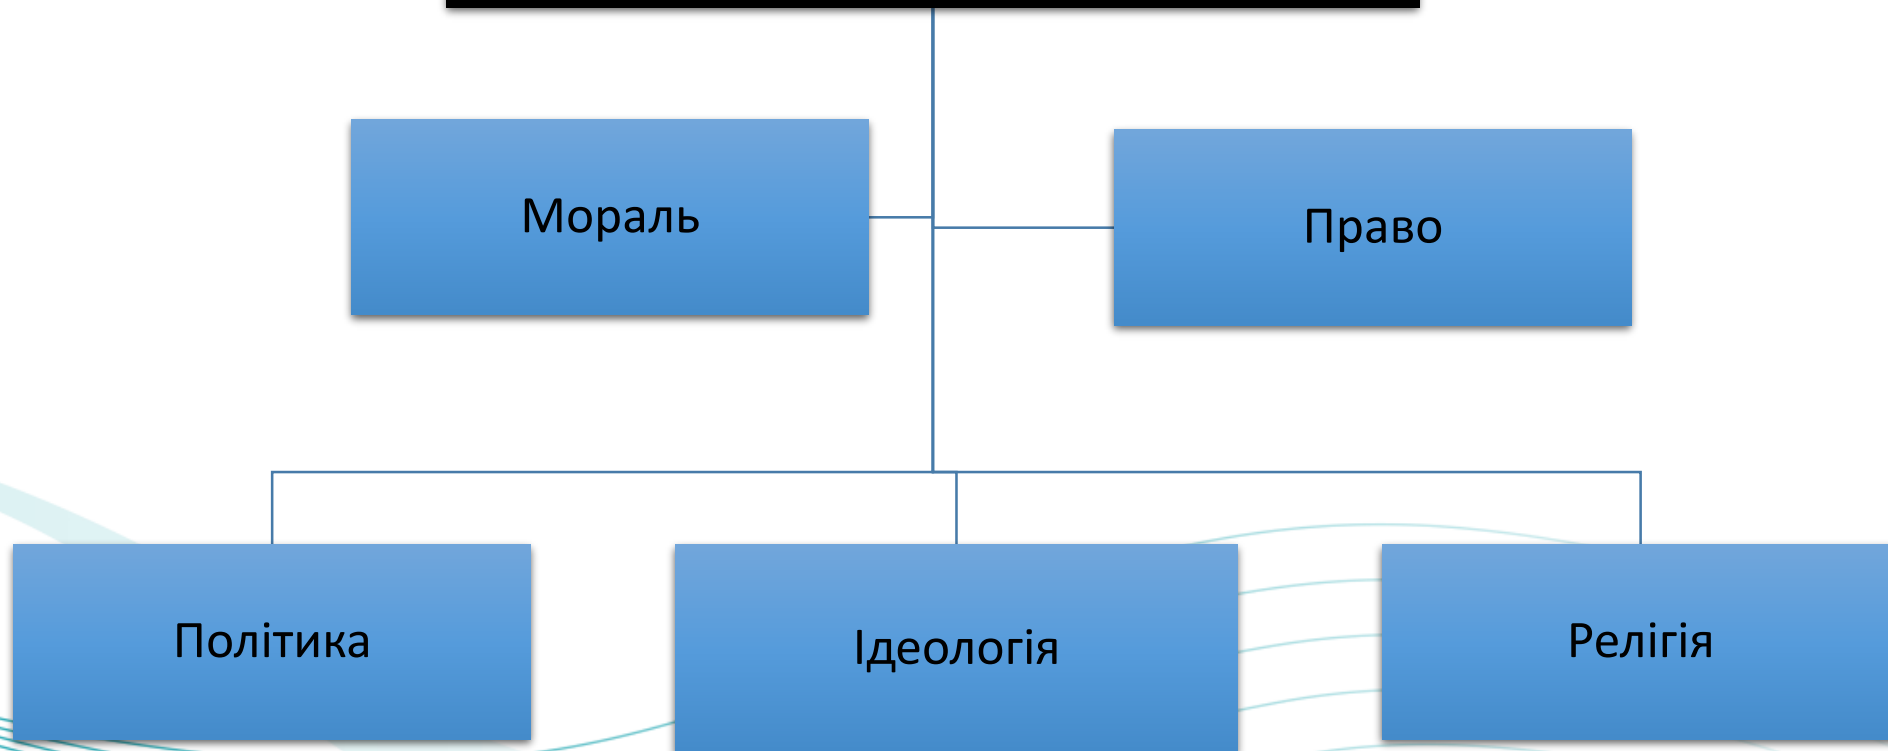 Мораль
Право
Політика
Ідеологія
Релігія